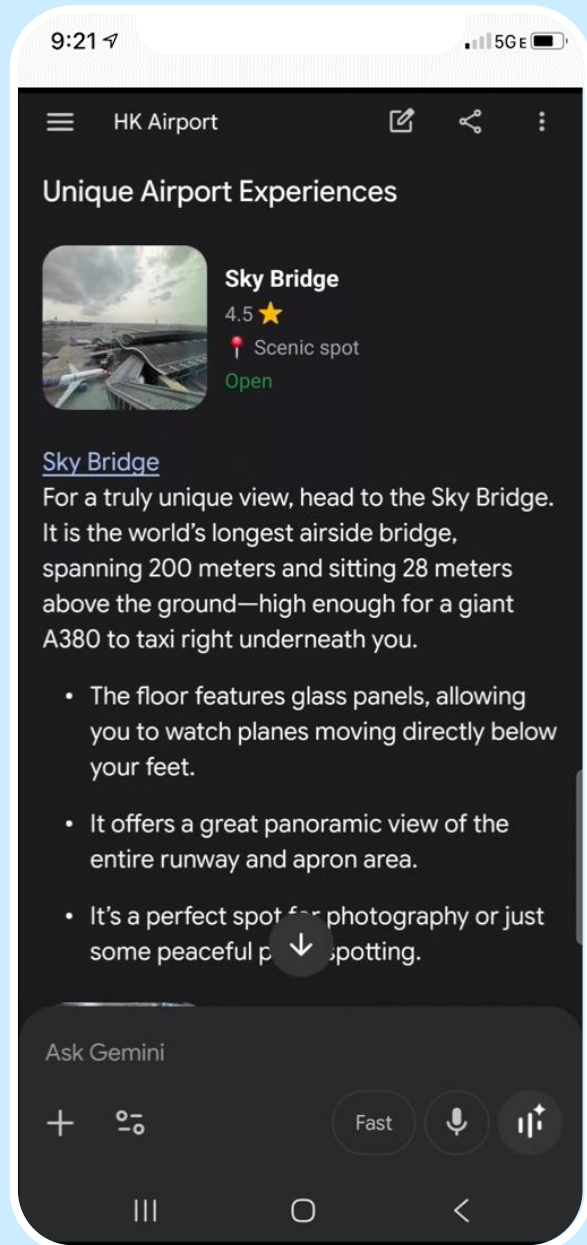 9:21
5G E
HK Airport
Unique Airport Experiences
Sky Bridge
4.5
Scenic spot
Open
Sky Bridge
For a truly unique view, head to the Sky Bridge.
It is the world's longest airside bridge,
spanning 200 meters and sitting 28 meters
above the ground—high enough for a giant
A380 to taxi right underneath you.
• The floor features glass panels, allowing
you to watch planes moving directly below
your feet.
• It offers a great panoramic view of the
entire runway and apron area.
• It's a perfect spot for photography or just
some peaceful spotting.
Ask Gemini
Fast